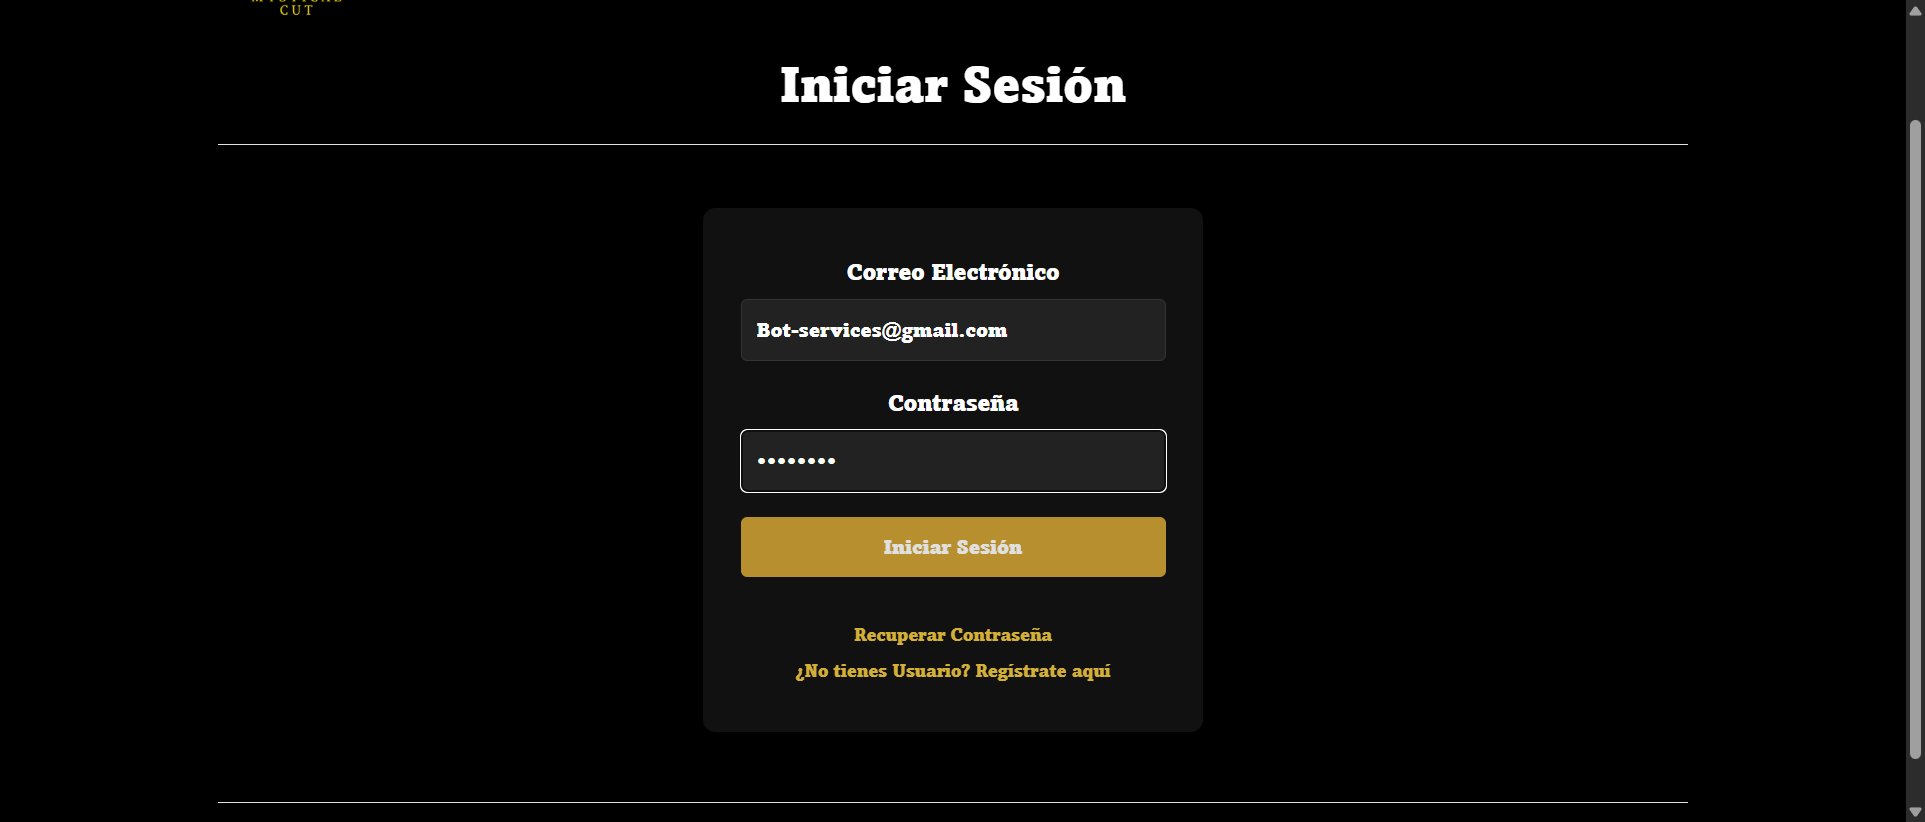 CUT
Iniciar Sesión
Correo Electrónico
Bot-services@gmail.com
Contraseña
••••••••
Iniciar Sesión
Recuperar Contraseña
¿No tienes Usuario? Regístrate aquí